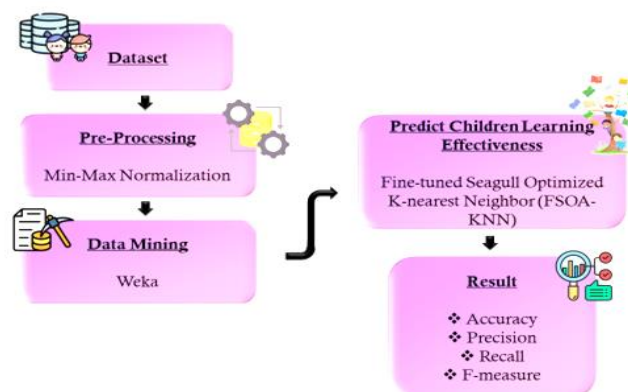 Dataset
Pre-Processing
Min-Max Normalization
Data Mining
Weka
Predict Children Learning
Effectiveness
Fine-tuned Seagull Optimized
K-nearest Neighbor (FSOA-
KNN)
Result
❖ Accuracy
❖ Precision
❖ Recall
❖ F-measure